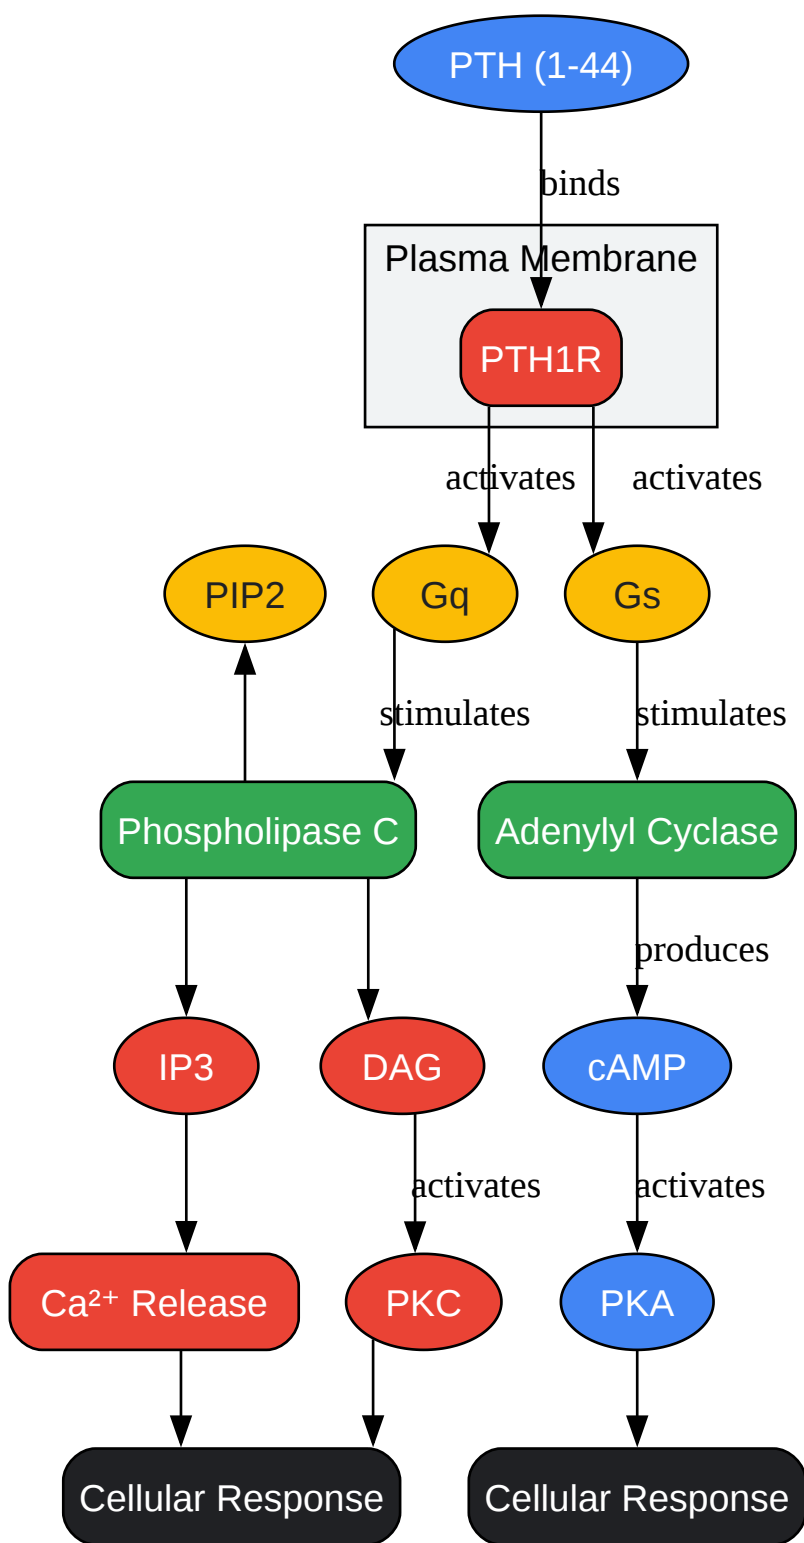 PTH (1-44)
binds
Plasma Membrane
PTH1R
activates
activates
PIP2
Gq
Gs
stimulates
stimulates
Phospholipase C
Adenylyl Cyclase
produces
IP3
DAG
cAMP
activates
activates
Ca²⁺ Release
PKC
PKA
Cellular Response
Cellular Response